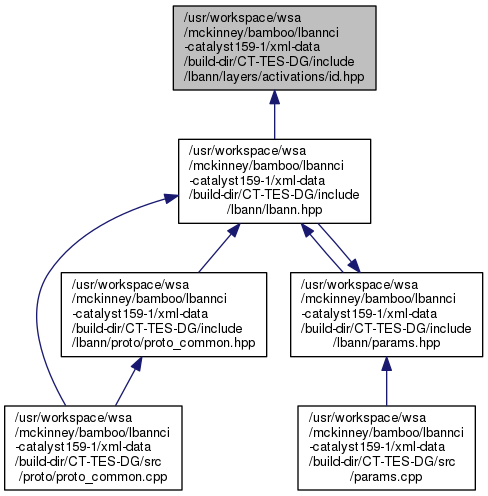 /usr/workspace/wsa
/mckinney/bamboo/lbannci
-catalyst159-1/xml-data
/build-dir/CT-TES-DG/include
/lbann/layers/activations/id.hpp
/usr/workspace/wsa
/mckinney/bamboo/lbannci
-catalyst159-1/xml-data
/build-dir/CT-TES-DG/include
/lbann/lbann.hpp
/usr/workspace/wsa
/mckinney/bamboo/lbannci
-catalyst159-1/xml-data
/build-dir/CT-TES-DG/include
/lbann/proto/proto_common.hpp
/usr/workspace/wsa
/mckinney/bamboo/lbannci
-catalyst159-1/xml-data
/build-dir/CT-TES-DG/include
/lbann/params.hpp
/usr/workspace/wsa
/mckinney/bamboo/lbannci
-catalyst159-1/xml-data
/build-dir/CT-TES-DG/src
/proto/proto_common.cpp
/usr/workspace/wsa
/mckinney/bamboo/lbannci
-catalyst159-1/xml-data
/build-dir/CT-TES-DG/src
/params.cpp